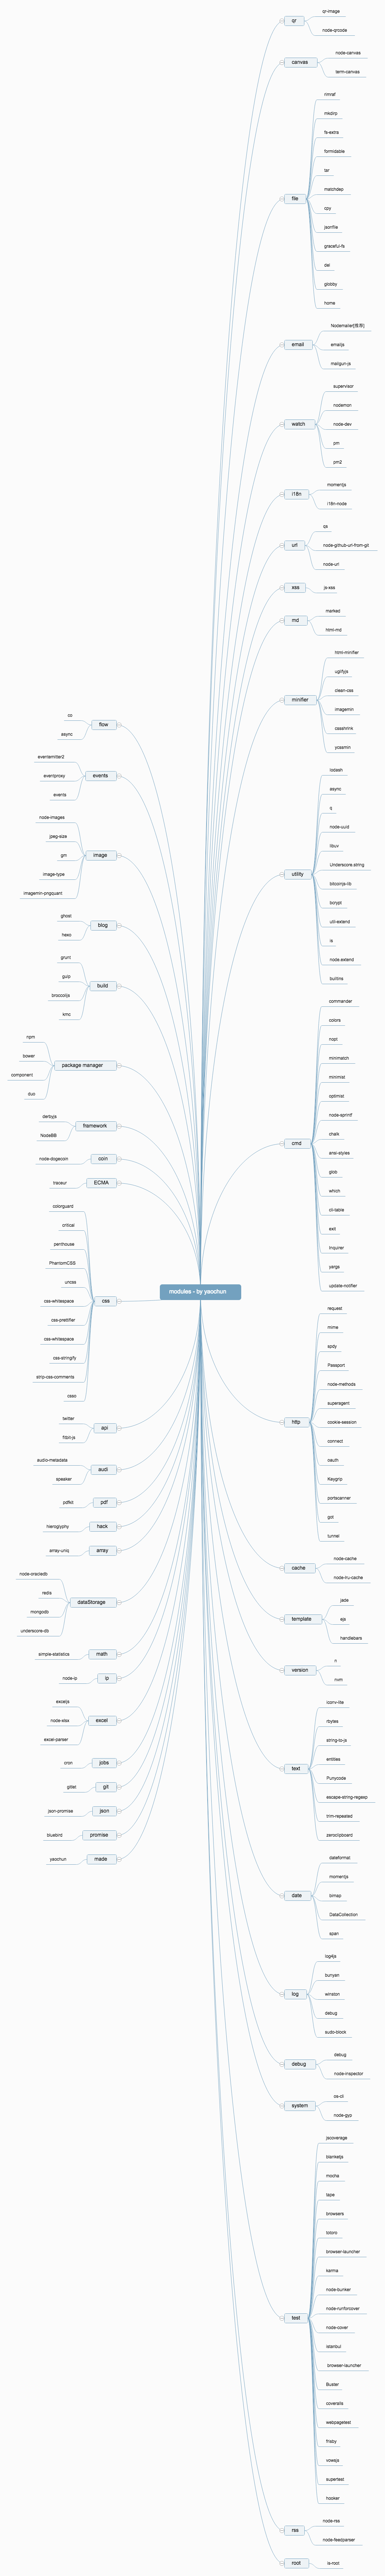 modules - by yaochun
qr
qr-image
node-qrcode
canvas
node-canvas
term-canvas
file
rimraf
mkdirp
fs-extra
formidable
tar
matchdep
cpy
jsonfile
graceful-fs
del
globby
home
email
Nodemailer[推荐]
emailjs
mailgun-js
watch
supervisor
nodemon
node-dev
pm
pm2
i18n
momentjs
i18n-node
url
qs
node-github-url-from-git
node-url
xss
js-xss
md
marked
html-md
minifier
html-minifier
uglifyjs
clean-css
imagemin
cssshrink
ycssmin
utility
lodash
async
q
node-uuid
libuv
Underscore.string
bitcoinjs-lib
bcrypt
util-extend
is
node.extend
builtins
cmd
commander
colors
nopt
minimatch
minimist
optimist
node-sprintf
chalk
ansi-styles
glob
which
cli-table
exit
Inquirer
yargs
update-notifier
http
request
mime
spdy
Passport
node-methods
superagent
cookie-session
connect
oauth
Keygrip
portscanner
got
tunnel
cache
node-cache
node-lru-cache
template
jade
ejs
handlebars
version
n
nvm
text
iconv-lite
rbytes
string-to-js
entities
Punycode
escape-string-regexp
trim-repeated
zeroclipboard
date
dateformat
momentjs
bitmap
DataCollection
span
log
log4js
bunyan
winston
debug
sudo-block
debug
debug
node-inspector
system
os-cli
node-gyp
test
jscoverage
blanketjs
mocha
tape
browsers
totoro
browser-launcher
karma
node-bunker
node-runforcover
node-cover
istanbul
browser-launcher
Buster
coveralls
webpagetest
frisby
vowsjs
supertest
hooker
rss
node-rss
node-feedparser
root
is-root
flow
co
async
events
eventemitter2
eventproxy
events
image
node-images
jpeg-size
gm
image-type
imagemin-pngquant
blog
ghost
hexo
build
grunt
gulp
broccolijs
kmc
package manager
npm
bower
component
duo
framework
derbyjs
NodeBB
coin
node-dogecoin
ECMA
traceur
css
colorguard
critical
penthouse
PhantomCSS
uncss
css-whitespace
css-prettifier
css-whitespace
css-stringify
strip-css-comments
csso
api
twitter
fitbit-js
audi
audio-metadata
speaker
pdf
pdfkit
hack
hieroglyphy
array
array-uniq
dataStorage
node-oracledb
redis
mongodb
underscore-db
math
simple-statistics
ip
node-ip
excel
exceljs
node-xlsx
excel-parser
jobs
cron
git
gitlet
json
json-promise
promise
bluebird
made
yaochun